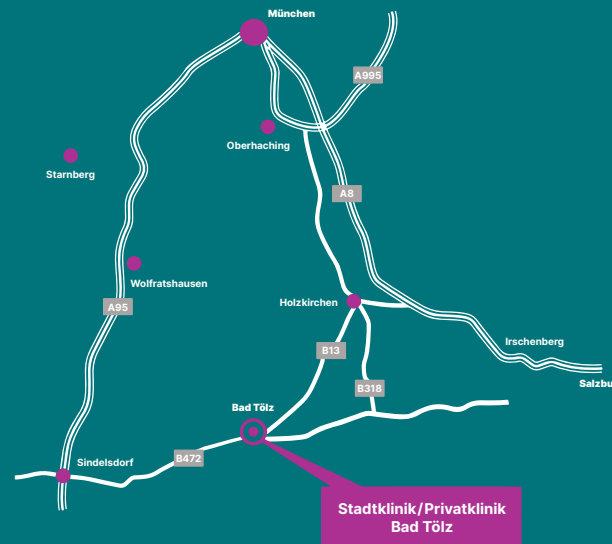 München
A995
Oberhaching
Starnberg
A8
Wolfratshausen
A95
Holzkirchen
Irschenberg
B13
Salzbu
B318
Bad Tölz
B472
Sindelsdorf
Stadtklinik/Privatklinik
Bad Tölz